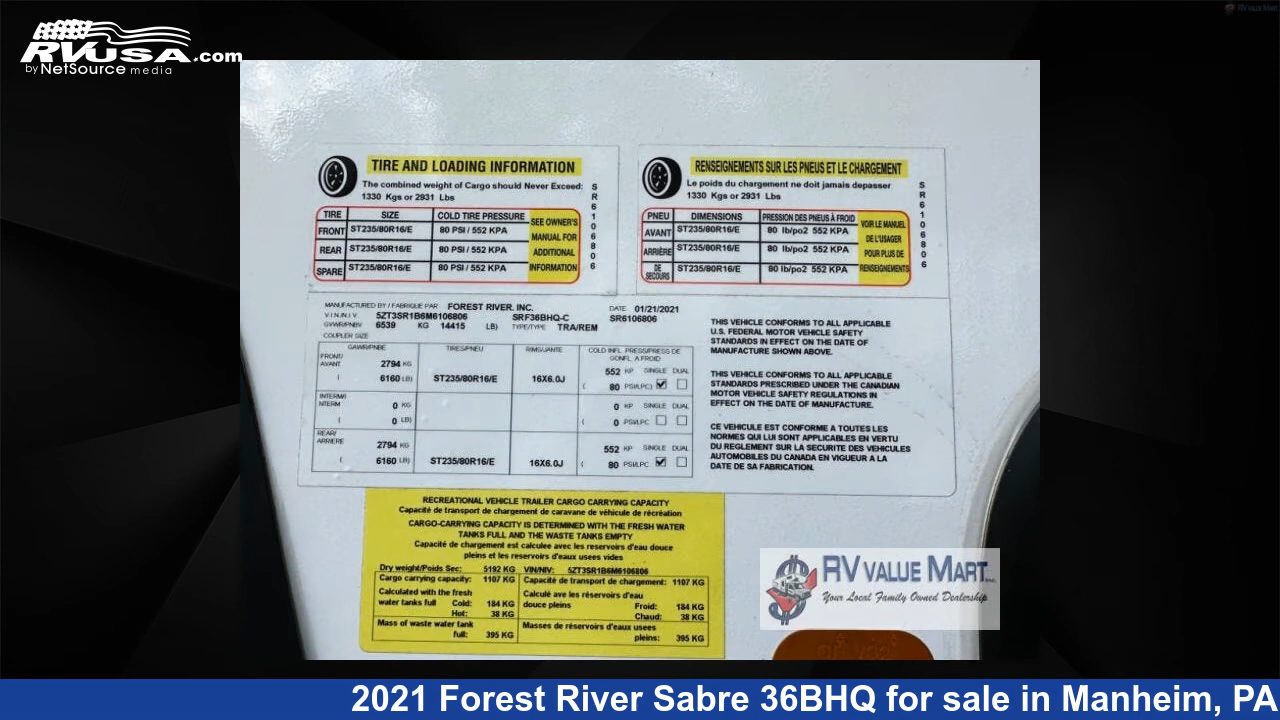 RVUSA.com
by NetSource media
RV Value Mart
TIRE AND LOADING INFORMATION
The combined weight of Cargo should Never Exceed:
1330 Kgs or 2931 Lbs
TIRE SIZE COLD TIRE PRESSURE
FRONT ST235/80R16/E 80 PSI / 552 KPA
REAR ST235/80R16/E 80 PSI / 552 KPA
SPARE ST235/80R16/E 80 PSI / 552 KPA
SEE OWNER'S
MANUAL FOR
ADDITIONAL
INFORMATION
SR6106806
RENSEIGNEMENTS SUR LES PNEUS ET LE CHARGEMENT
Le poids du chargement ne doit jamais depasser
1330 Kgs or 2931 Lbs
PNEU DIMENSIONS PRESSION DES PNEUS À FROID
AVANT ST235/80R16/E 80 lb/po2 552 KPA
ARRIÈRE ST235/80R16/E 80 lb/po2 552 KPA
DE SECOURS ST235/80R16/E 80 lb/po2 552 KPA
VOIR LE MANUEL
DE L'USAGER
POUR PLUS DE
RENSEIGNEMENTS
SR6106806
MANUFACTURED BY / FABRIQUE PAR FOREST RIVER. INC. DATE 01/21/2021
V.I.N./N.I.V. 5ZT3SR1B6M6106806 SRF36BHQ-C SR6106806
GVWR/PNBV 6539 KG 14415 LB) TYPE/TYPE TRA/REM
COUPLER SIZE
GAWR/PNBE TIRES/PNEU RIMS/JANTE COLD INFL. PRESS/PRESS DE
GONFL. A FROID
FRONT/
AVANT 2794 KG 552 KP SINGLE DUAL
( 6160 LB) ST235/80R16/E 16X6.0J ( 80 PSI/LPC)
INTERM/I
NTERM 0 KG 0 KP SINGLE DUAL
( 0 LB) ( 0 PSI/LPC
REAR/
ARRIERE 2794 KG 552 KP SINGLE DUAL
( 6160 LB) ST235/80R16/E 16X6.0J ( 80 PSI/LPC
THIS VEHICLE CONFORMS TO ALL APPLICABLE
U.S. FEDERAL MOTOR VEHICLE SAFETY
STANDARDS IN EFFECT ON THE DATE OF
MANUFACTURE SHOWN ABOVE.
THIS VEHICLE CONFORMS TO ALL APPLICABLE
STANDARDS PRESCRIBED UNDER THE CANADIAN
MOTOR VEHICLE SAFETY REGULATIONS IN
EFFECT ON THE DATE OF MANUFACTURE.
CE VEHICULE EST CONFORME A TOUTES LES
NORMES QUI LUI SONT APPLICABLES EN VERTU
DU REGLEMENT SUR LA SECURITE DES VEHICULES
AUTOMOBILES DU CANADA EN VIGUEUR A LA
DATE DE SA FABRICATION.
RECREATIONAL VEHICLE TRAILER CARGO CARRYING CAPACITY
Capacité de transport de chargement de caravane de véhicule de récréation
CARGO-CARRYING CAPACITY IS DETERMINED WITH THE FRESH WATER
TANKS FULL AND THE WASTE TANKS EMPTY
Capacité de chargement est calculee avec les reservoirs d'eau douce
pleins et les reservoirs d'eaux usees vides
Dry weight/Poids Sec: 5192 KG VIN/NIV: 5ZT3SR1B6M6106806
Cargo carrying capacity: 1107 KG Capacité de transport de chargement: 1107 KG
Calculated with the fresh Calculé ave les réservoirs d'eau
water tanks full Cold: 184 KG douce pleins Froid: 184 KG
Hot: 38 KG Chaud: 38 KG
Mass of waste water tank Masses de réservoirs d'eaux usees
full: 395 KG pleins: 395 KG
RV VALUE MART Inc.
Your Local Family Owned Dealership
2021 Forest River Sabre 36BHQ for sale in Manheim, PA